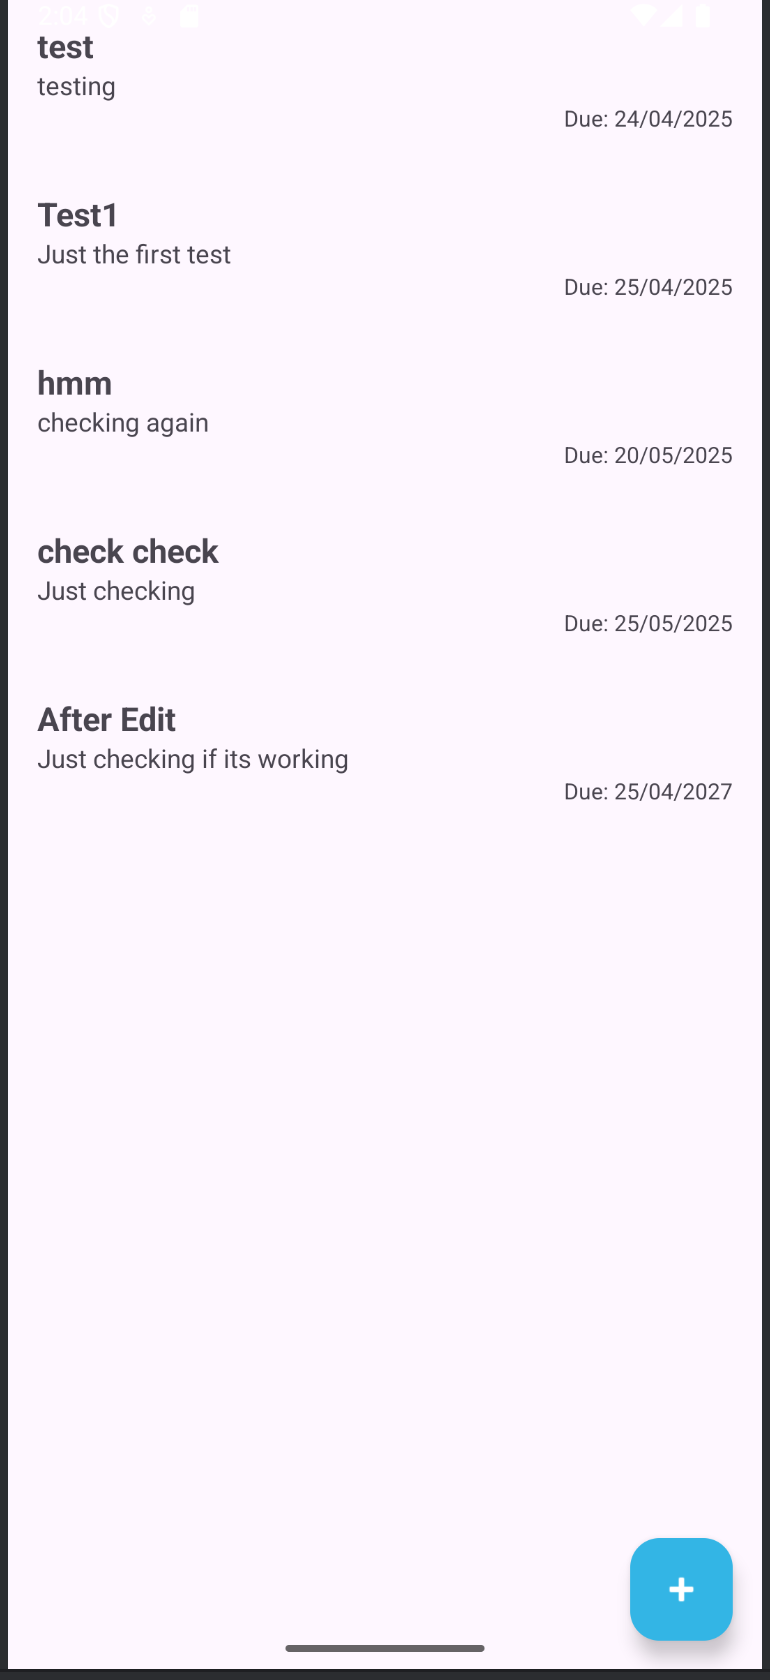 2:04
test
testing
Due: 24/04/2025
Test1
Just the first test
Due: 25/04/2025
hmm
checking again
Due: 20/05/2025
check check
Just checking
Due: 25/05/2025
After Edit
Just checking if its working
Due: 25/04/2027
+